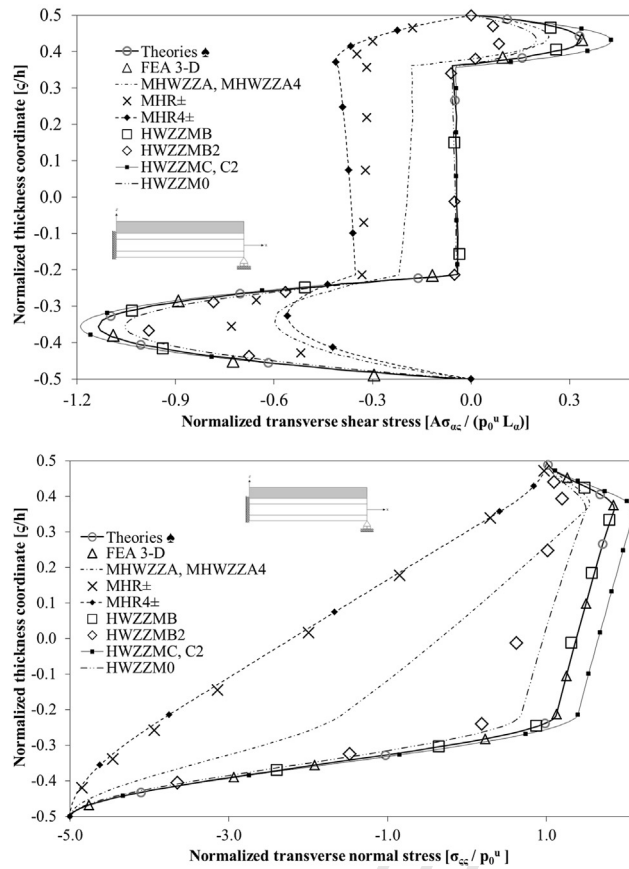 Normalized thickness coordinate [ς/h]
0.5
0.4
0.3
0.2
0.1
0.0
-0.1
-0.2
-0.3
-0.4
-0.5
Theories ♠
FEA 3-D
MHWZZA, MHWZZA4
MHR±
MHR4±
HWZZMB
HWZZMB2
HWZZMC, C2
HWZZM0
-1.2 -0.9 -0.6 -0.3 0.0 0.3
Normalized transverse shear stress [Aσας / (p₀ᵘ Lα)]
Normalized thickness coordinate [ς/h]
0.5
0.4
0.3
0.2
0.1
0.0
-0.1
-0.2
-0.3
-0.4
-0.5
Theories ♠
FEA 3-D
MHWZZA, MHWZZA4
MHR±
MHR4±
HWZZMB
HWZZMB2
HWZZMC, C2
HWZZM0
-5.0 -3.0 -1.0 1.0
Normalized transverse normal stress [σςς / p₀ᵘ ]